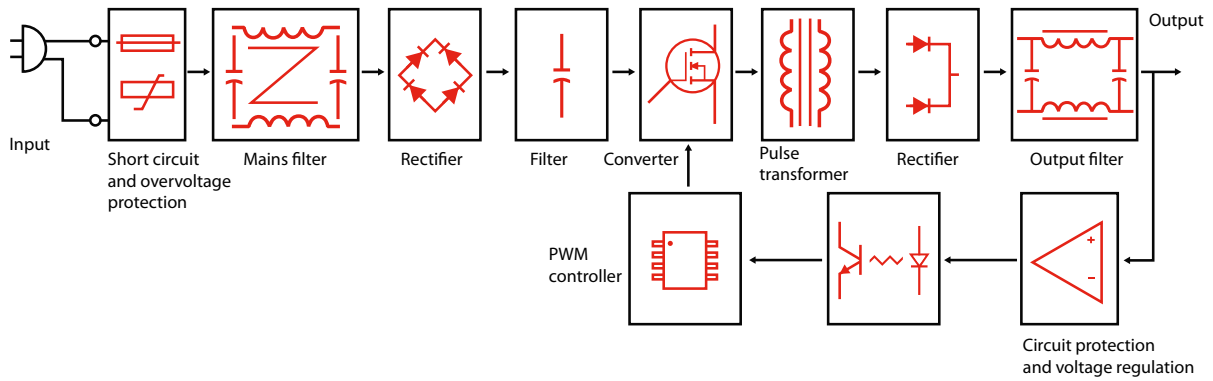 Output
Input
Short circuit
and overvoltage
protection
Mains filter
Rectifier
Filter
Converter
Pulse
transformer
Rectifier
Output filter
PWM
controller
+
−
Circuit protection
and voltage regulation